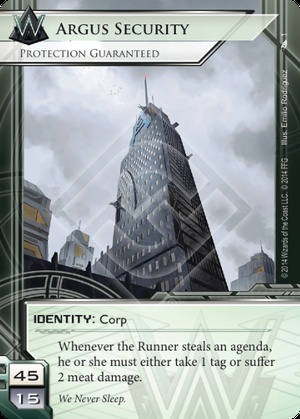 Argus Security
Protection Guaranteed
1
Illus. Emilio Rodriguez
© 2014 Wizards of the Coast LLC. © 2014 FFG
Identity: Corp
Whenever the Runner steals an agenda,
he or she must either take 1 tag or suffer
2 meat damage.
We Never Sleep.
45
15